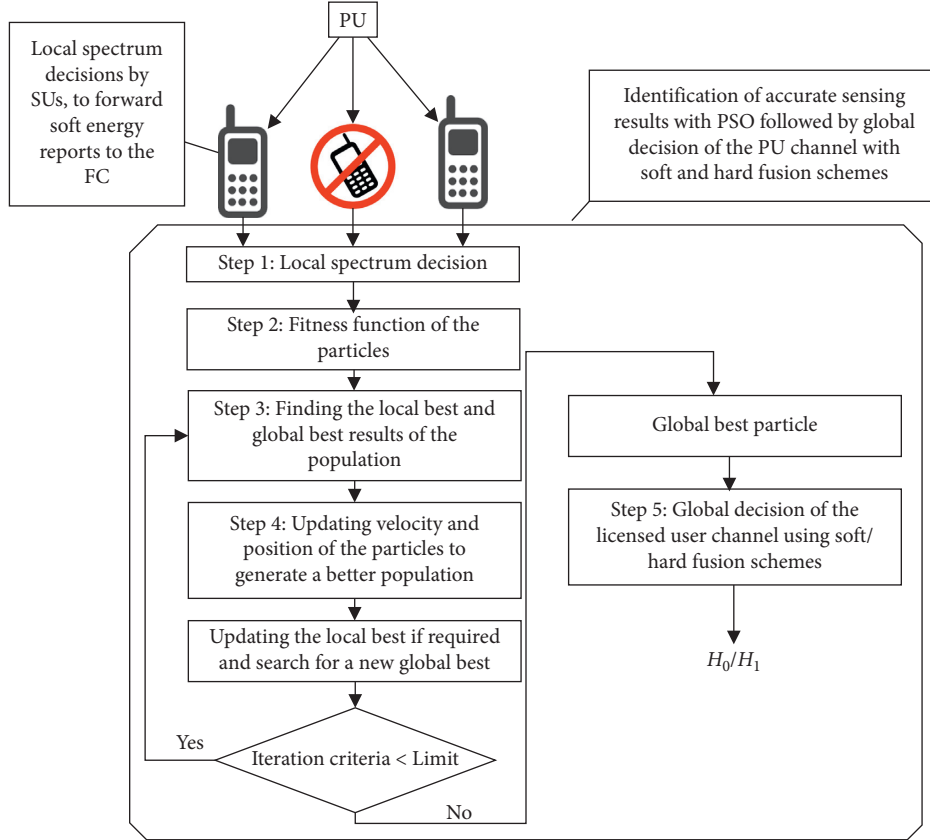 PU
Local spectrum
decisions by
SUs, to forward
soft energy
reports to the
FC
Identification of accurate sensing
results with PSO followed by global
decision of the PU channel with
soft and hard fusion schemes
Step 1: Local spectrum decision
Step 2: Fitness function of the
particles
Step 3: Finding the local best and
global best results of the
population
Step 4: Updating velocity and
position of the particles to
generate a better population
Updating the local best if required
and search for a new global best
Iteration criteria < Limit
Yes
No
Global best particle
Step 5: Global decision of the
licensed user channel using soft/
hard fusion schemes
H₀/H₁